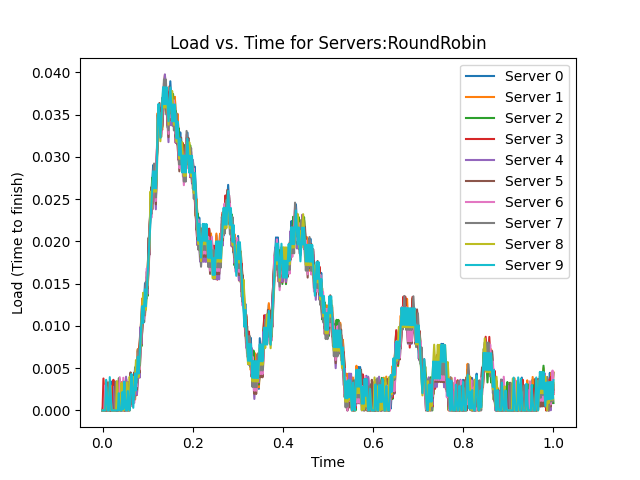 Load vs. Time for Servers:RoundRobin
Load (Time to finish)
0.040
0.035
0.030
0.025
0.020
0.015
0.010
0.005
0.000
Server 0
Server 1
Server 2
Server 3
Server 4
Server 5
Server 6
Server 7
Server 8
Server 9
0.0 0.2 0.4 0.6 0.8 1.0
Time